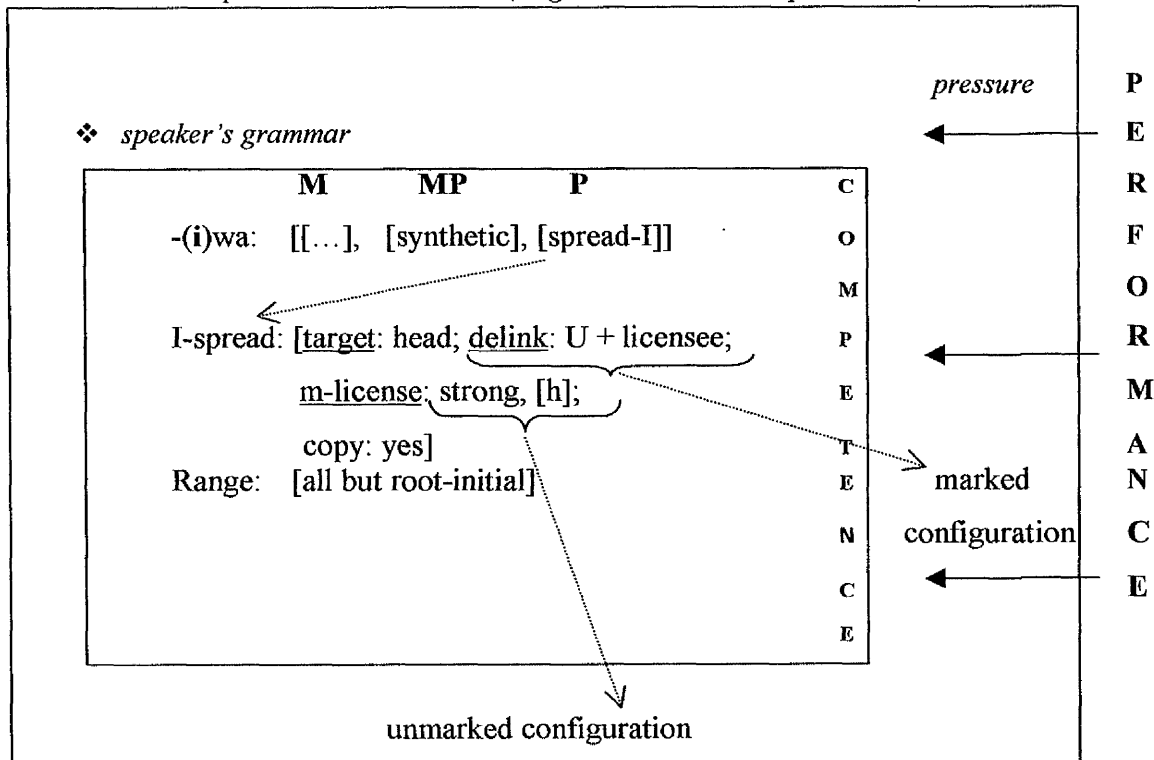 pressure
❖ speaker's grammar
M MP P
-(i)wa: [[…], [synthetic], [spread-I]]
I-spread: [target: head; delink: U + licensee;
m-license: strong, [h];
copy: yes]
Range: [all but root-initial]
marked
configuration
unmarked configuration
COMPETENCE
PERFORMANCE